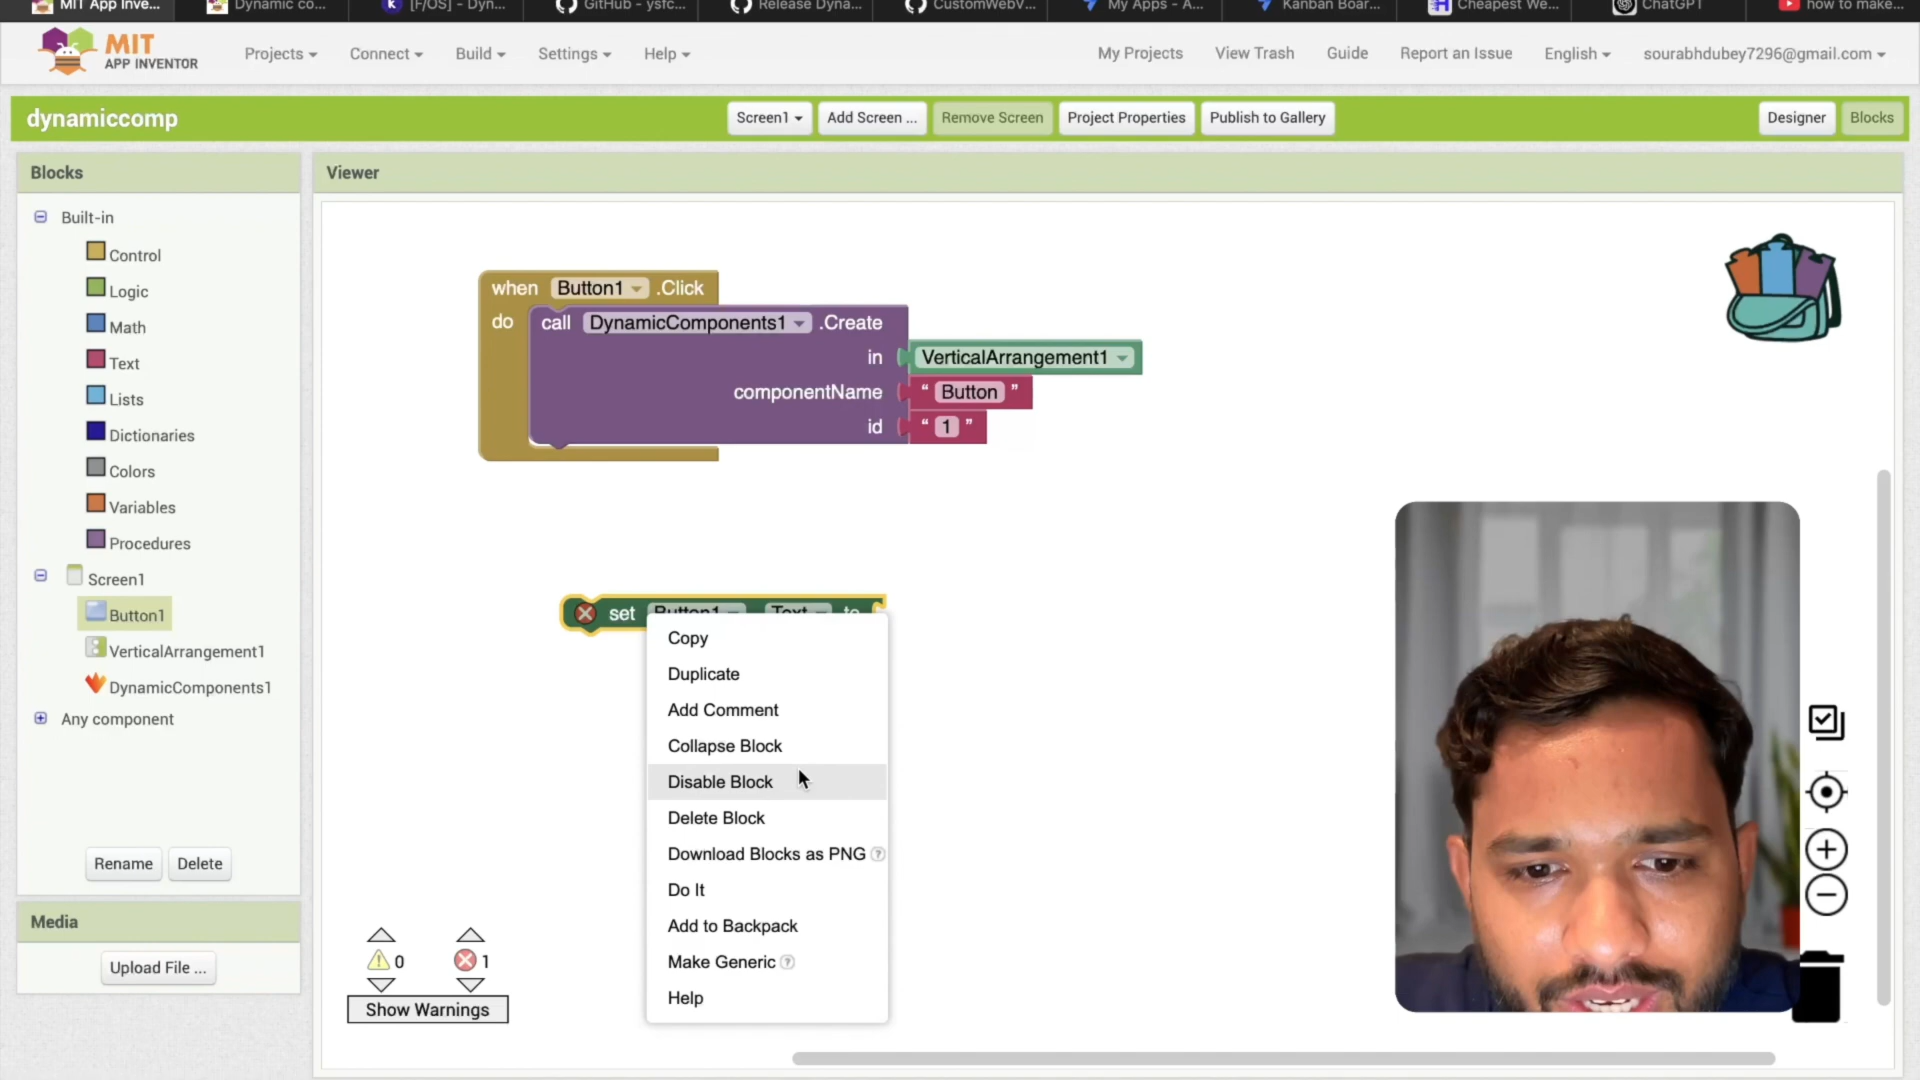 MIT App Inve...
Dynamic co...
[F/OS] - Dyn...
GitHub - ysfc...
Release Dyna...
CustomWebV...
My Apps - A...
Kanban Boar...
Cheapest We...
ChatGPT
how to make...
MIT
APP INVENTOR
Projects
Connect
Build
Settings
Help
My Projects
View Trash
Guide
Report an Issue
English
sourabhdubey7296@gmail.com
dynamiccomp
Screen1
Add Screen ...
Remove Screen
Project Properties
Publish to Gallery
Designer
Blocks
Blocks
Viewer
Built-in
Control
Logic
Math
Text
Lists
Dictionaries
Colors
Variables
Procedures
Screen1
Button1
VerticalArrangement1
DynamicComponents1
Any component
Rename
Delete
Media
Upload File ...
when Button1 .Click
do call DynamicComponents1 .Create
in VerticalArrangement1
componentName " Button "
id " 1 "
set Button1 . Text to
Copy
Duplicate
Add Comment
Collapse Block
Disable Block
Delete Block
Download Blocks as PNG ?
Do It
Add to Backpack
Make Generic ?
Help
0
1
Show Warnings